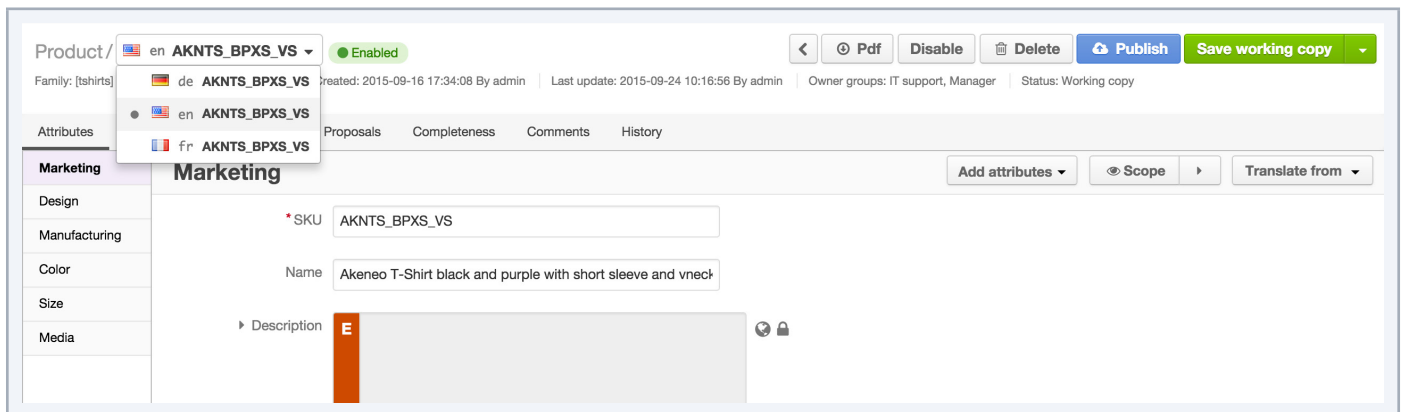 Product / en AKNTS_BPXS_VS Enabled Pdf Disable Delete Publish Save working copy
Family: [tshirts] reated: 2015-09-16 17:34:08 By admin Last update: 2015-09-24 10:16:56 By admin Owner groups: IT support, Manager Status: Working copy
de AKNTS_BPXS_VS
en AKNTS_BPXS_VS
fr AKNTS_BPXS_VS
Attributes Proposals Completeness Comments History
Marketing
Design
Manufacturing
Color
Size
Media
Marketing Add attributes Scope Translate from
*SKU AKNTS_BPXS_VS
Name Akeneo T-Shirt black and purple with short sleeve and vneck
Description E